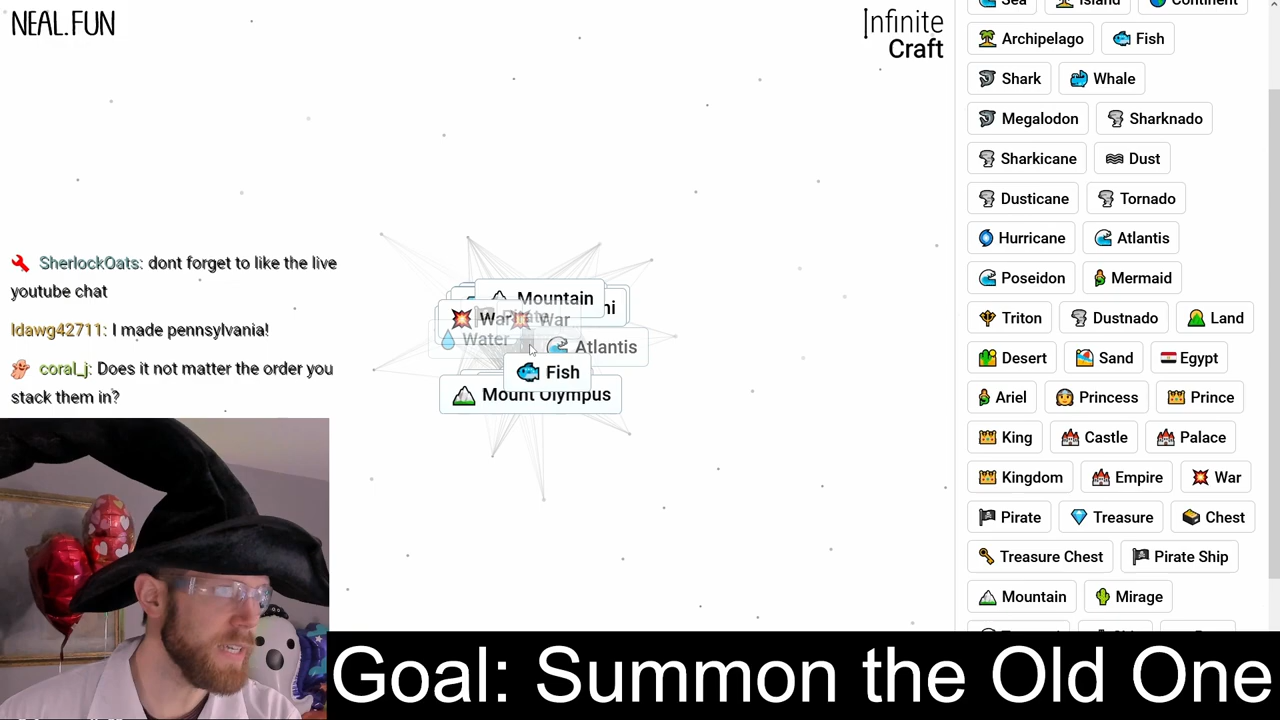 NEAL.FUN
Infinite
Craft
SherlockOats: dont forget to like the live
youtube chat
ldawg42711: I made pennsylvania!
coral_j: Does it not matter the order you
stack them in?
Mountain
War
War
Water
Atlantis
Fish
Mount Olympus
Sea
Island
Continent
Archipelago
Fish
Shark
Whale
Megalodon
Sharknado
Sharkicane
Dust
Dusticane
Tornado
Hurricane
Atlantis
Poseidon
Mermaid
Triton
Dustnado
Land
Desert
Sand
Egypt
Ariel
Princess
Prince
King
Castle
Palace
Kingdom
Empire
War
Pirate
Treasure
Chest
Treasure Chest
Pirate Ship
Mountain
Mirage
Goal: Summon the Old One